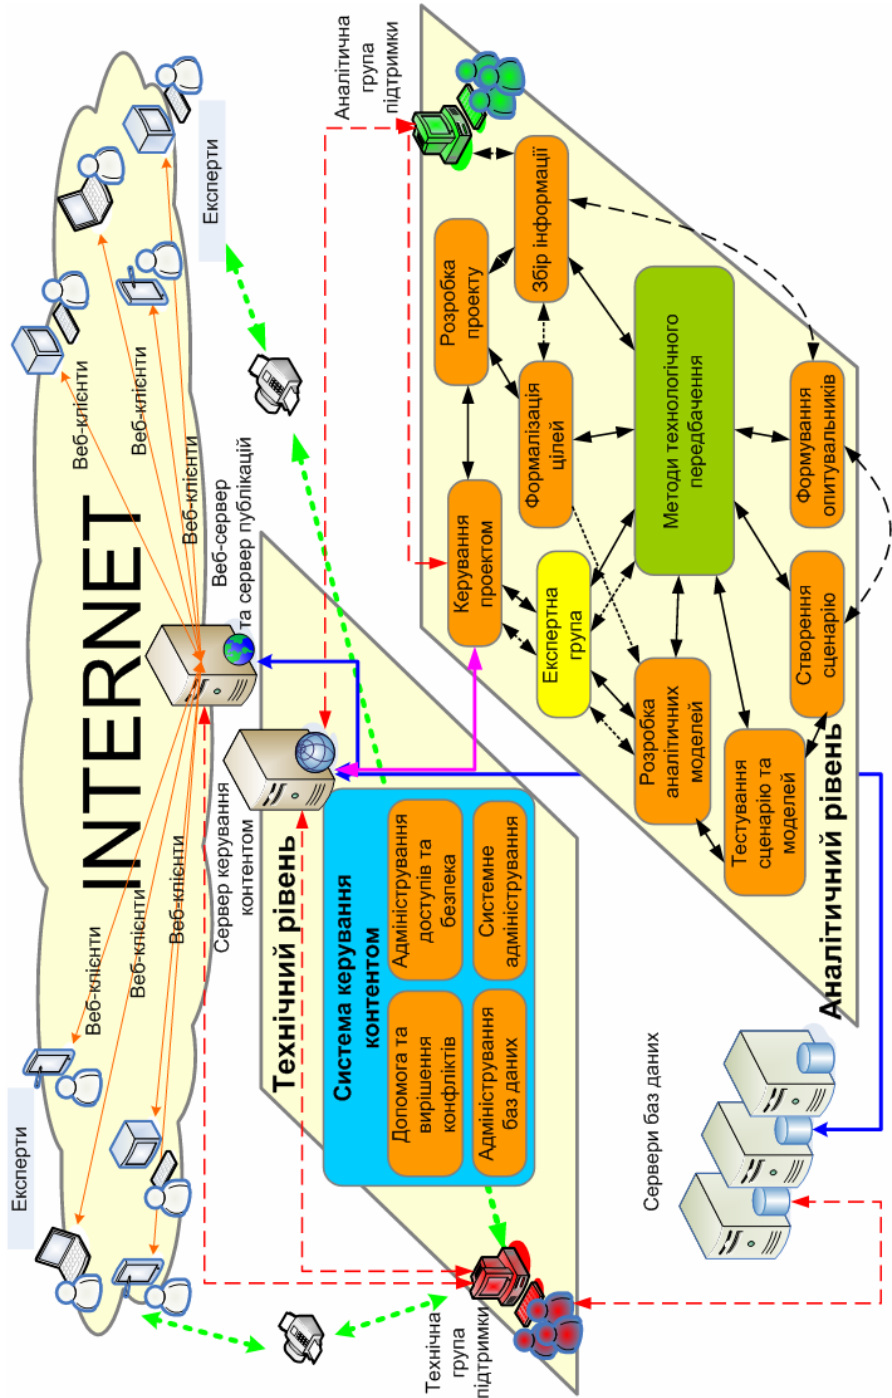 Експерти
Експерти
INTERNET
Веб-клієнти
Веб-клієнти
Веб-клієнти
Веб-клієнти
Веб-клієнти
Веб-клієнти
Веб-сервер
та сервер публікацій
Сервер керування
контентом
Технічний рівень
Система керування
контентом
Допомога та
вирішення
конфліктів
Адміністрування
доступів та
безпека
Адміністрування
баз даних
Системне
адміністрування
Технічна
група
підтримки
Аналітична
група
підтримки
Керування
проектом
Розробка
проекту
Експертна
група
Формалізація
цілей
Збір інформації
Розробка
аналітичних
моделей
Методи технологічного
передбачення
Тестування
сценарію та
моделей
Створення
сценарію
Формування
опитувальників
Аналітичний рівень
Сервери баз даних